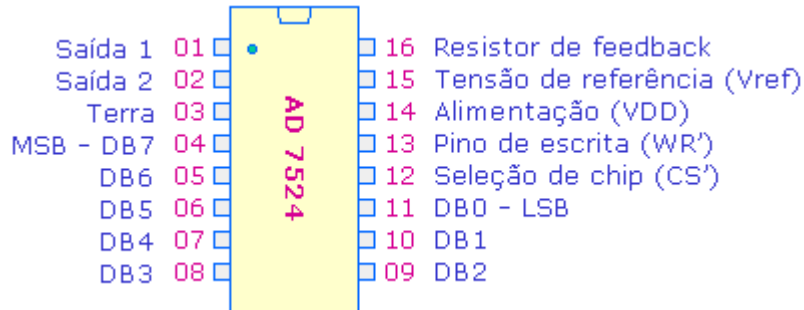 Saída 1 01
Saída 2 02
Terra 03
MSB - DB7 04
DB6 05
DB5 06
DB4 07
DB3 08
AD 7524
16 Resistor de feedback
15 Tensão de referência (Vref)
14 Alimentação (VDD)
13 Pino de escrita (WR’)
12 Seleção de chip (CS’)
11 DB0 - LSB
10 DB1
09 DB2